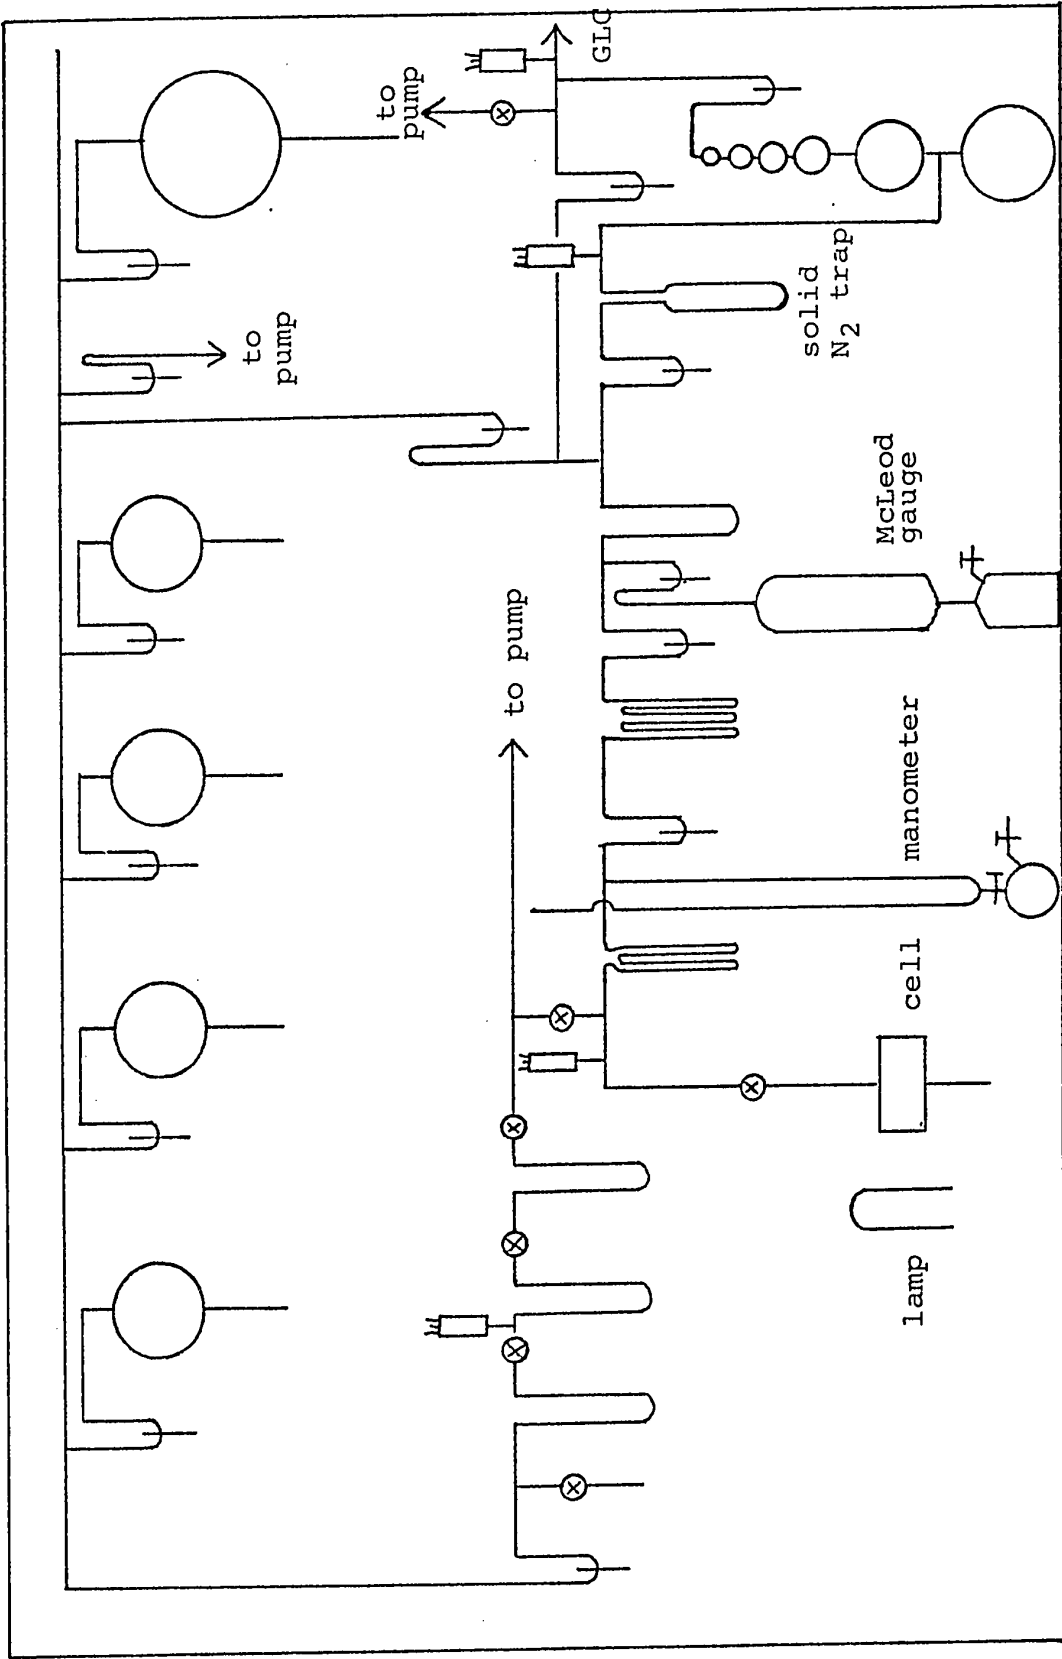 GLC
to
pump
to
pump
solid
N2 trap
McLeod
gauge
to pump
manometer
cell
lamp